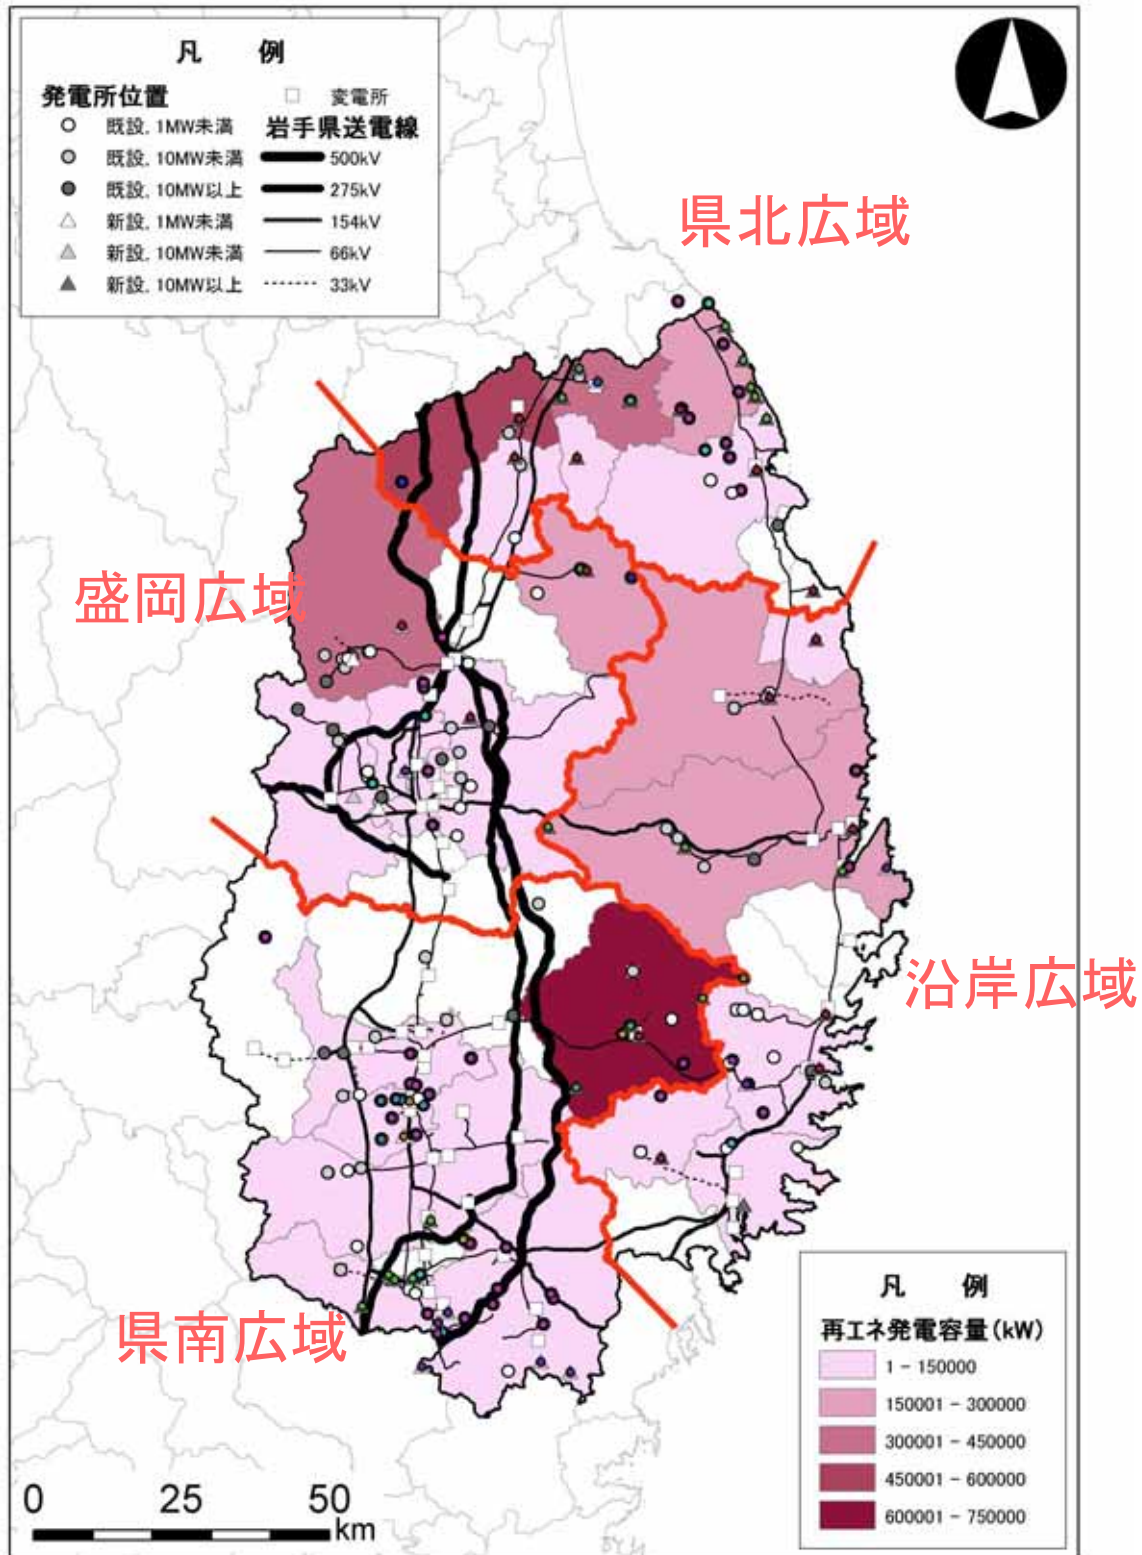 凡 例
発電所位置
既設, 1MW未満
既設, 10MW未満
既設, 10MW以上
新設, 1MW未満
新設, 10MW未満
新設, 10MW以上
変電所
岩手県送電線
500kV
275kV
154kV
66kV
33kV
県北広域
盛岡広域
沿岸広域
県南広域
凡 例
再エネ発電容量(kW)
1 - 150000
150001 - 300000
300001 - 450000
450001 - 600000
600001 - 750000
0 25 50
km